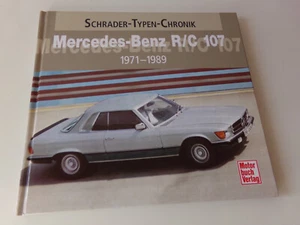 SCHRADER-TYPEN-CHRONIK
Mercedes-Benz R/C 107
1971–1989
Motor
buch
Verlag